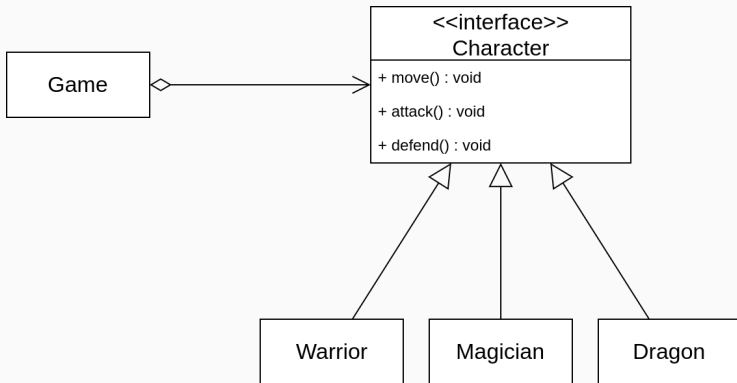 <<interface>>
Character
Game
+ move() : void
+ attack() : void
+ defend() : void
Warrior
Magician
Dragon